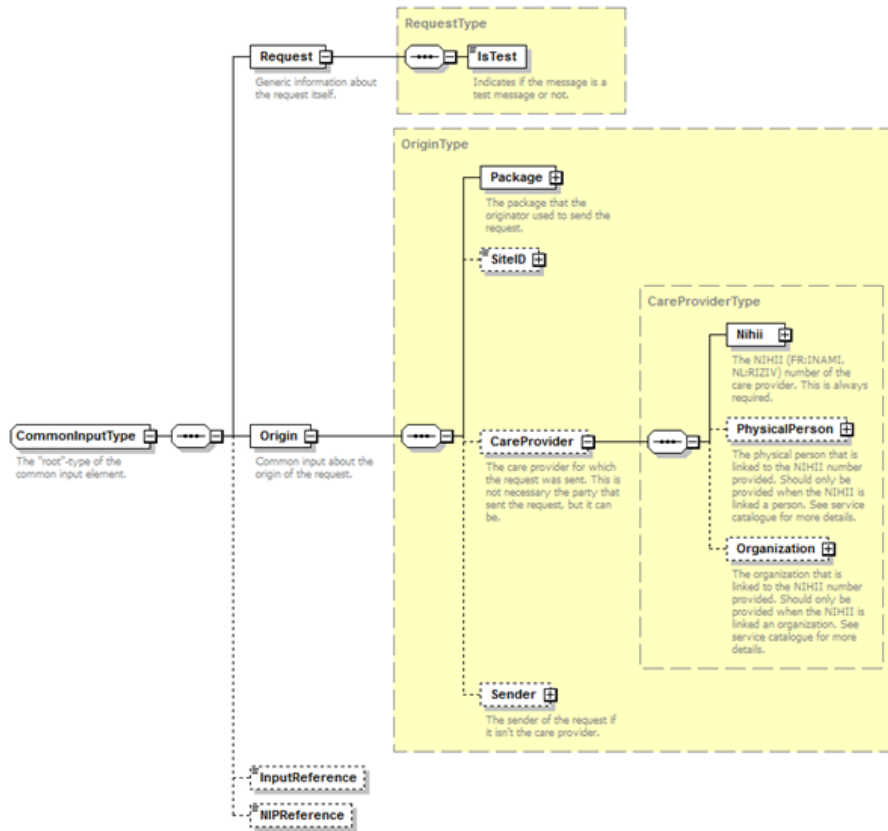 RequestType
Request
Generic information about
the request itself.
IsTest
Indicates if the message is a
test message or not.
OriginType
Package
The package that the
originator used to send the
request.
SiteID
CareProviderType
Nihii
The NIHII (FR:INAMI,
NL:RIZIV) number of the
care provider. This is always
required.
CommonInputType
The "root"-type of the
common input element.
Origin
Common input about the
origin of the request.
CareProvider
The care provider for which
the request was sent. This is
not necessary the party that
sent the request, but it can
be.
PhysicalPerson
The physical person that is
linked to the NIHII number
provided. Should only be
provided when the NIHII is
linked a person. See service
catalogue for more details.
Organization
The organization that is
linked to the NIHII number
provided. Should only be
provided when the NIHII is
linked an organization. See
service catalogue for more
details.
Sender
The sender of the request if
it isn't the care provider.
InputReference
NIPReference